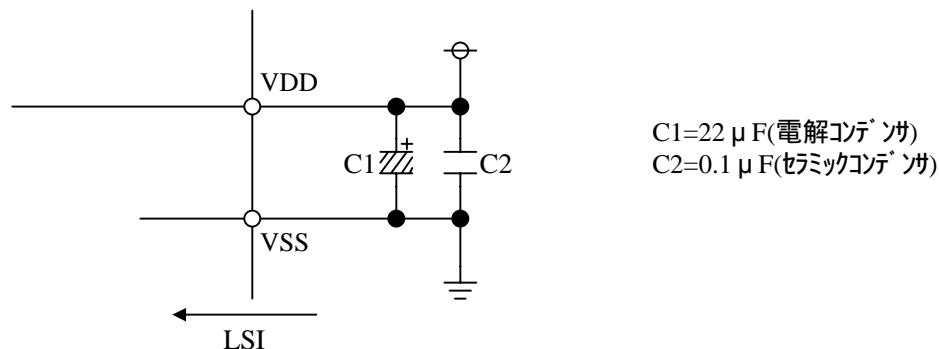 VDD
+
C1
C2
VSS
LSI
C1=22 μ F(電解ｺﾝﾃﾞﾝｻ)
C2=0.1 μ F(ｾﾗﾐｯｸｺﾝﾃﾞﾝｻ)